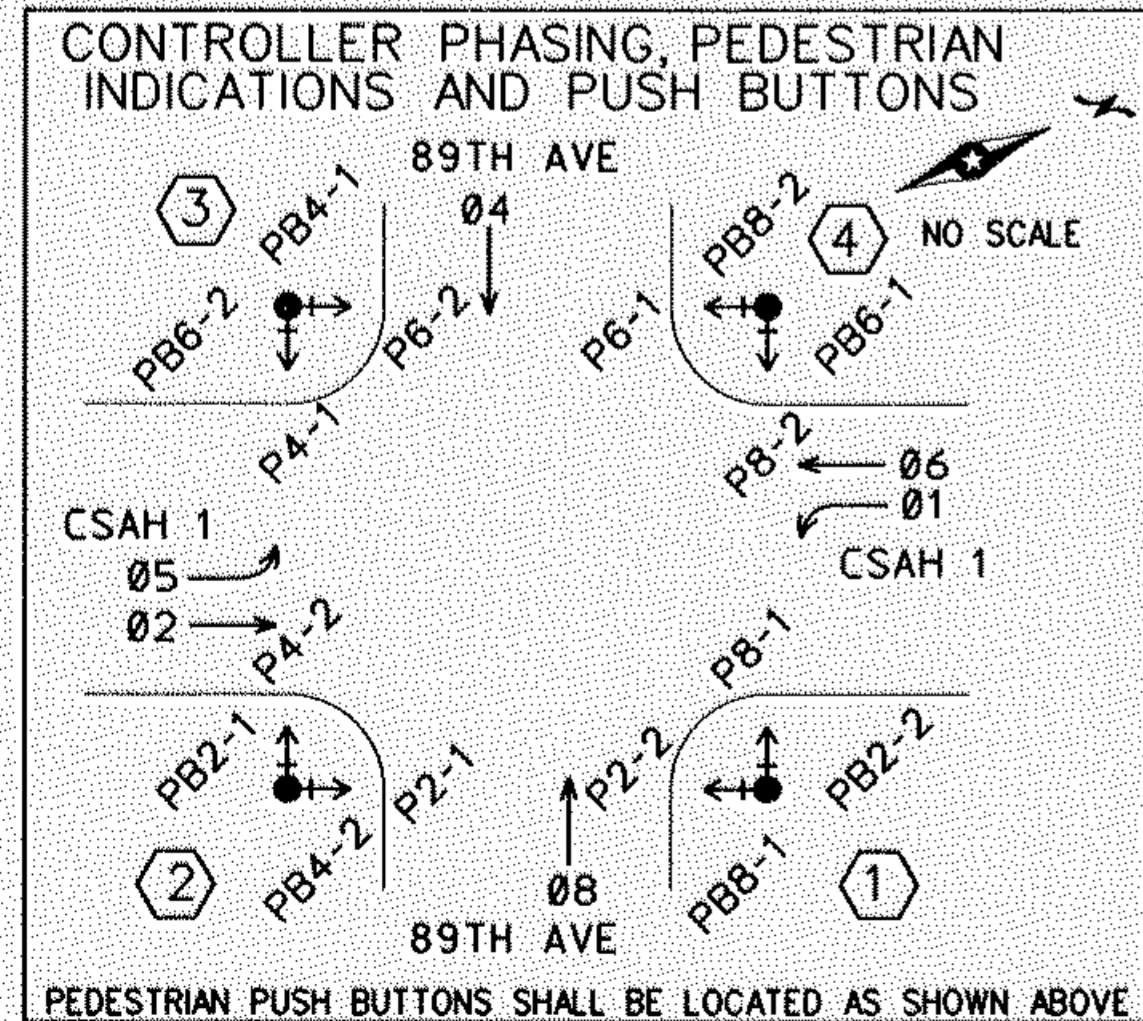 CONTROLLER PHASING, PEDESTRIAN
INDICATIONS AND PUSH BUTTONS
89TH AVE
Ø4
3
PB4-1
PB8-2
4
NO SCALE
PB6-2
P6-2
P6-1
PB6-1
P4-1
P8-2
Ø6
Ø1
CSAH 1
CSAH 1
Ø5
Ø2
P4-2
P8-1
PB2-1
P2-1
P2-2
PB2-2
2
PB4-2
Ø8
PB8-1
1
89TH AVE
PEDESTRIAN PUSH BUTTONS SHALL BE LOCATED AS SHOWN ABOVE